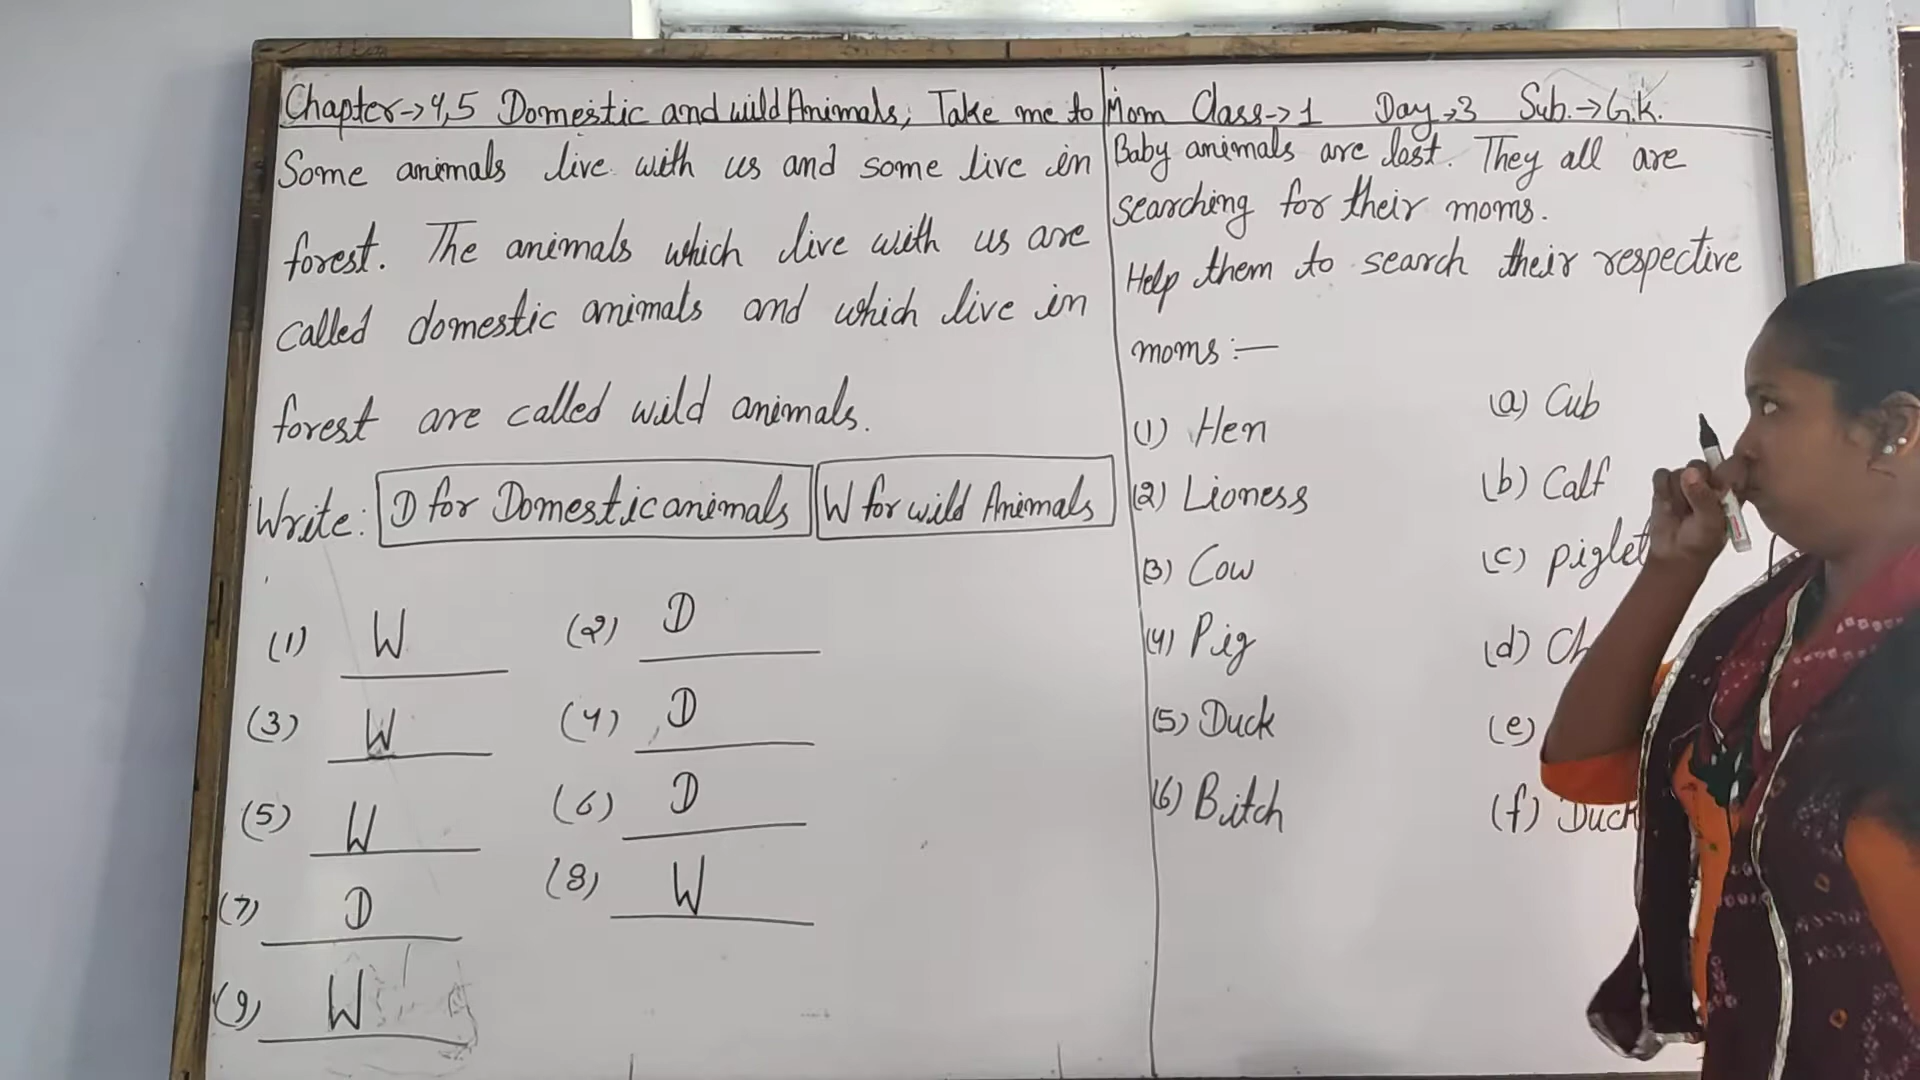 Chapter→4,5 Domestic and wild Animals, Take me to Mom Class→1 Day→3 Sub.→G.K.
Some animals live with us and some live in
forest. The animals which live with us are
called domestic animals and which live in
forest are called wild animals.
Write: D for Domestic animals W for wild Animals
(1) W (2) D
(3) W (4) D
(5) W (6) D
(7) D (8) W
(9) W
Baby animals are lost. They all are
searching for their moms.
Help them to search their respective
moms :—
(1) Hen (a) Cub
(2) Lioness (b) Calf
(3) Cow (c) piglet
(4) Pig (d)
(5) Duck (e)
(6) Bitch (f) Duck